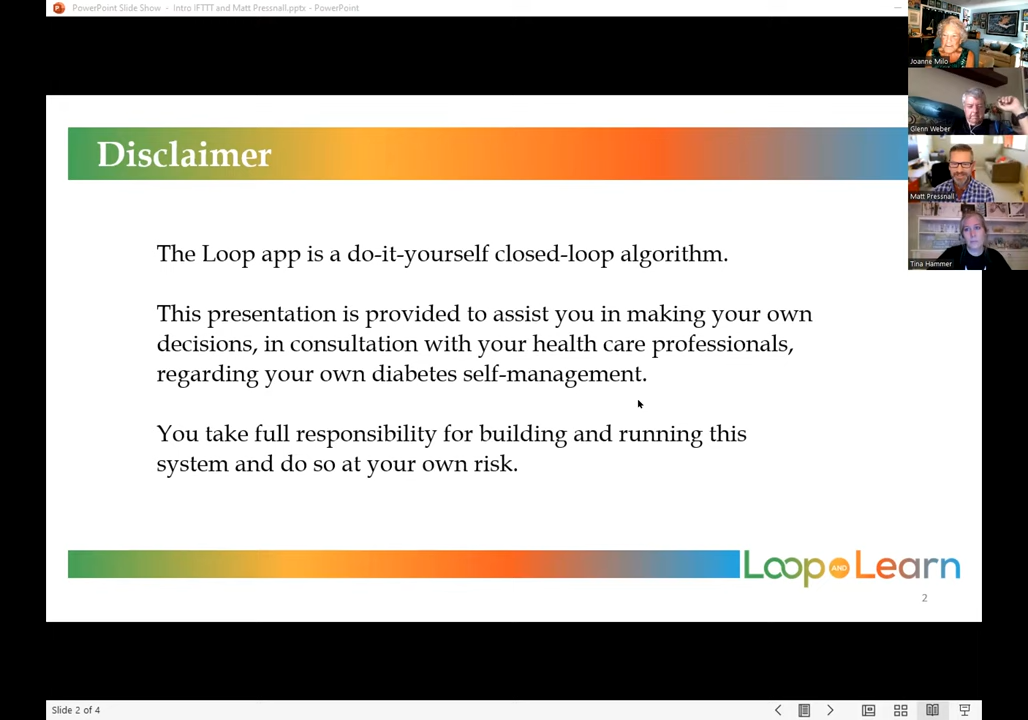 PowerPoint Slide Show - Intro IFTTT and Matt Pressnall.pptx - PowerPoint
Joanne Milo
Glenn Weber
Matt Pressnall
Tina Hammer
Disclaimer
The Loop app is a do-it-yourself closed-loop algorithm.
This presentation is provided to assist you in making your own
decisions, in consultation with your health care professionals,
regarding your own diabetes self-management.
You take full responsibility for building and running this
system and do so at your own risk.
Loop AND Learn
2
Slide 2 of 4